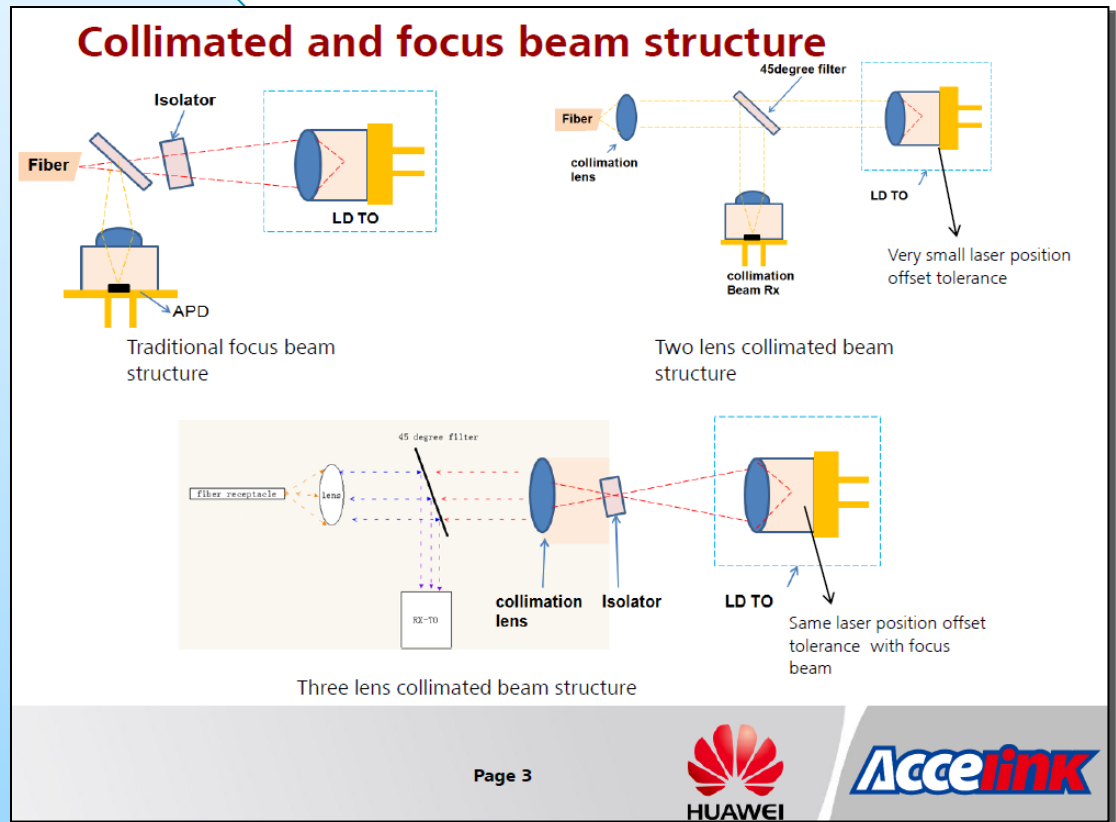 Collimated and focus beam structure
Isolator
Fiber
LD TO
APD
Traditional focus beam
structure
45degree filter
Fiber
collimation
lens
LD TO
collimation
Beam Rx
Very small laser position
offset tolerance
Two lens collimated beam
structure
45 degree filter
fiber receptacle
lens
RX-TO
collimation
lens
Isolator
LD TO
Same laser position offset
tolerance with focus
beam
Three lens collimated beam structure
Page 3
HUAWEI
Accelink